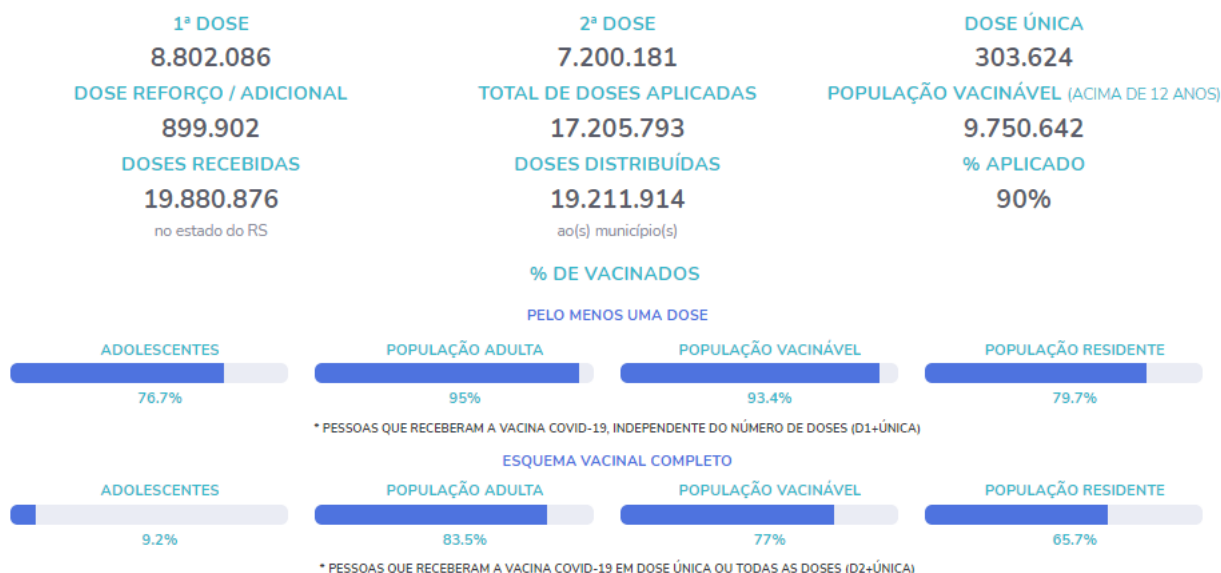 1ª DOSE
2ª DOSE
DOSE ÚNICA
8.802.086
7.200.181
303.624
DOSE REFORÇO / ADICIONAL
TOTAL DE DOSES APLICADAS
POPULAÇÃO VACINÁVEL (ACIMA DE 12 ANOS)
899.902
17.205.793
9.750.642
DOSES RECEBIDAS
DOSES DISTRIBUÍDAS
% APLICADO
19.880.876
19.211.914
90%
no estado do RS
ao(s) município(s)
% DE VACINADOS
PELO MENOS UMA DOSE
ADOLESCENTES
POPULAÇÃO ADULTA
POPULAÇÃO VACINÁVEL
POPULAÇÃO RESIDENTE
76.7%
95%
93.4%
79.7%
* PESSOAS QUE RECEBERAM A VACINA COVID-19, INDEPENDENTE DO NÚMERO DE DOSES (D1+ÚNICA)
ESQUEMA VACINAL COMPLETO
ADOLESCENTES
POPULAÇÃO ADULTA
POPULAÇÃO VACINÁVEL
POPULAÇÃO RESIDENTE
9.2%
83.5%
77%
65.7%
* PESSOAS QUE RECEBERAM A VACINA COVID-19 EM DOSE ÚNICA OU TODAS AS DOSES (D2+ÚNICA)